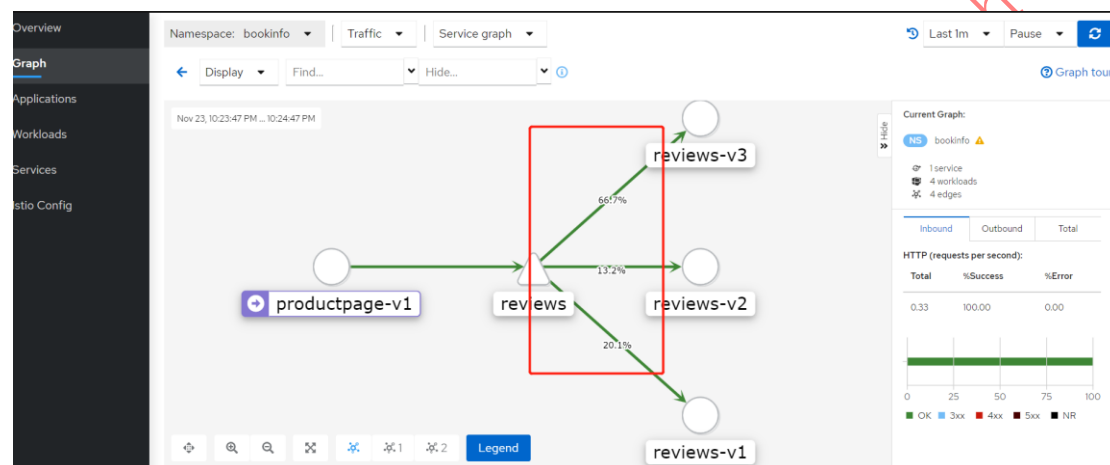 Overview
Graph
Applications
Workloads
Services
Istio Config
Namespace: bookinfo
Traffic
Service graph
Last 1m
Pause
Display
Find...
Hide...
Graph tour
Nov 23, 10:23:47 PM ... 10:24:47 PM
reviews-v3
66.7%
productpage-v1
reviews
13.2%
reviews-v2
20.1%
reviews-v1
1
2
Legend
Hide
Current Graph:
NS bookinfo
1 service
4 workloads
4 edges
Inbound Outbound Total
HTTP (requests per second):
Total %Success %Error
0.33 100.00 0.00
0 25 50 75 100
OK 3xx 4xx 5xx NR